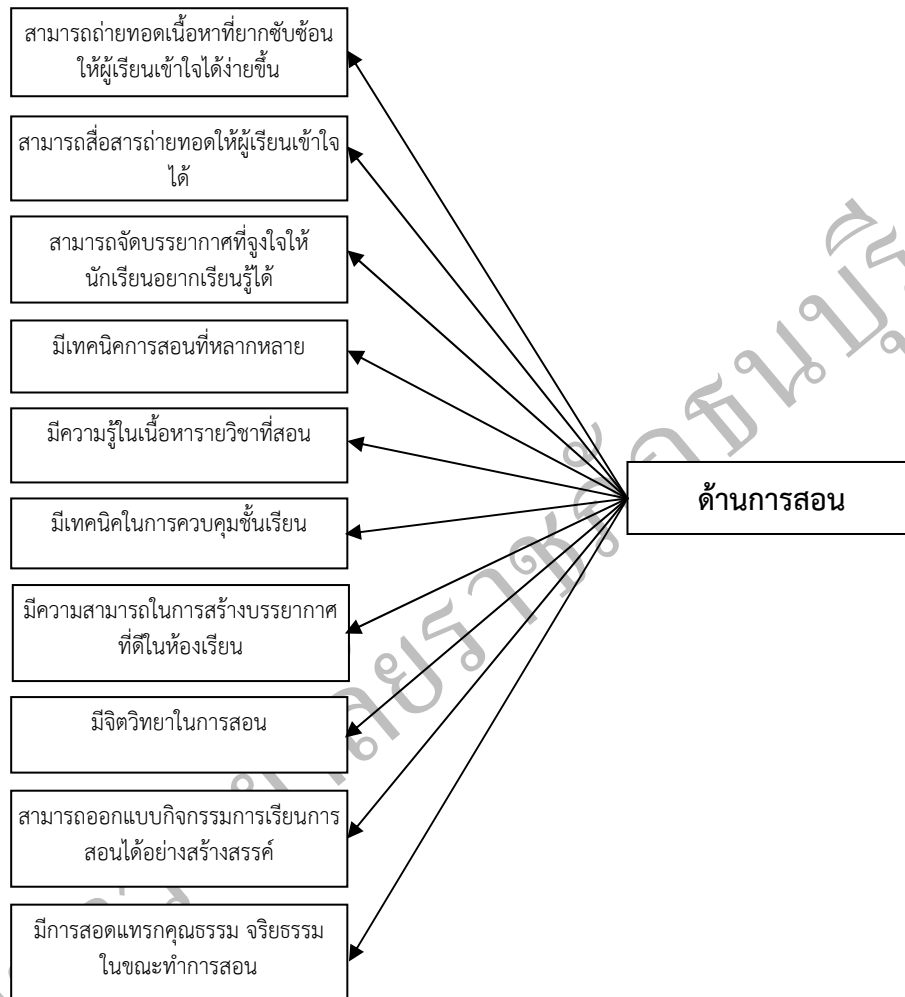 สามารถถ่ายทอดเนื้อหาที่ยากซับซ้อน
ให้ผู้เรียนเข้าใจได้ง่ายขึ้น
สามารถสื่อสารถ่ายทอดให้ผู้เรียนเข้าใจ
ได้
สามารถจัดบรรยากาศที่จูงใจให้
นักเรียนอยากเรียนรู้ได้
มีเทคนิคการสอนที่หลากหลาย
มีความรู้ในเนื้อหารายวิชาที่สอน
มีเทคนิคในการควบคุมชั้นเรียน
มีความสามารถในการสร้างบรรยากาศ
ที่ดีในห้องเรียน
มีจิตวิทยาในการสอน
สามารถออกแบบกิจกรรมการเรียนการ
สอนได้อย่างสร้างสรรค์
มีการสอดแทรกคุณธรรม จริยธรรม
ในขณะทำการสอน
ด้านการสอน